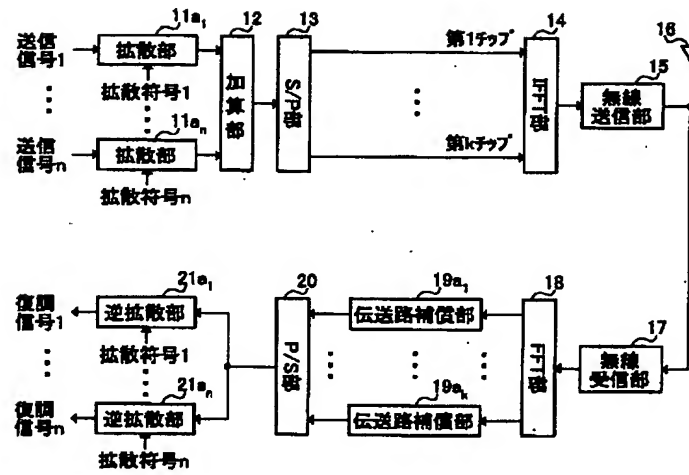 送信
信号1
11a1
拡散部
拡散符号1
11an
送信
信号n
拡散部
拡散符号n
12
加算部
13
S/P部
第1チップ
第kチップ
14
IFFT部
15
無線
送信部
16
復調
信号1
21a1
逆拡散部
拡散符号1
21an
復調
信号n
逆拡散部
拡散符号n
20
P/S部
19a1
伝送路補償部
19ak
伝送路補償部
18
FFT部
17
無線
受信部